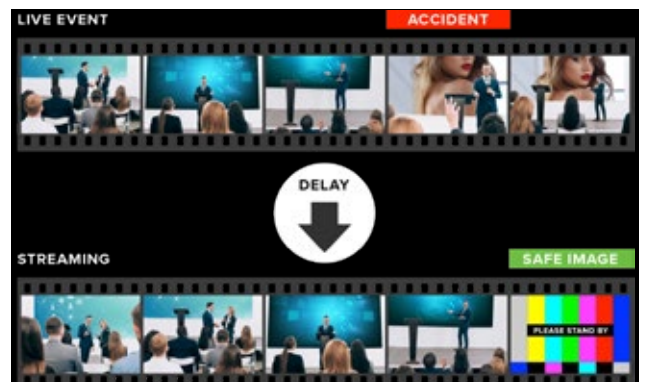 LIVE EVENT
ACCIDENT
DELAY
STREAMING
SAFE IMAGE
PLEASE STAND BY